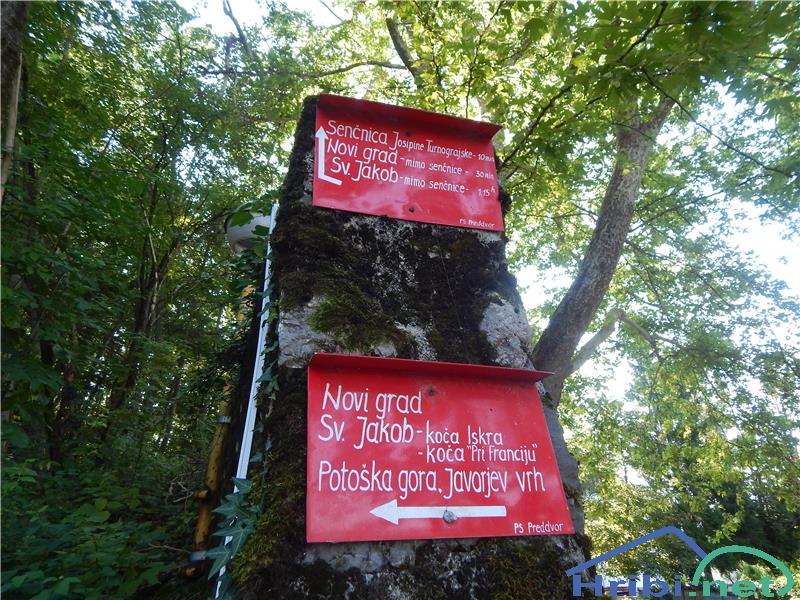 Senčnica Josipine Turnograjske - 10 min
Novi grad - mimo senčnice - 30 min
Sv. Jakob - mimo senčnice - 1.15 h
PS Preddvor
Novi grad
Sv. Jakob - koča Iskra
- koča "Pri Franciju"
Potoška gora, Javorjev vrh
PS Preddvor
Hribi.net